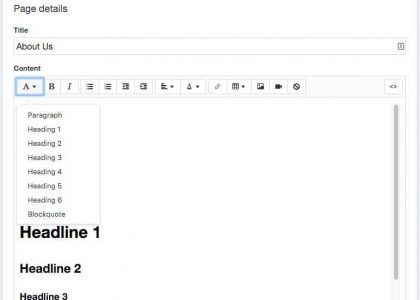 Page details
Title
About Us
Content
A B I A <>
Paragraph
Heading 1
Heading 2
Heading 3
Heading 4
Heading 5
Heading 6
Blockquote
Headline 1
Headline 2
Headline 3